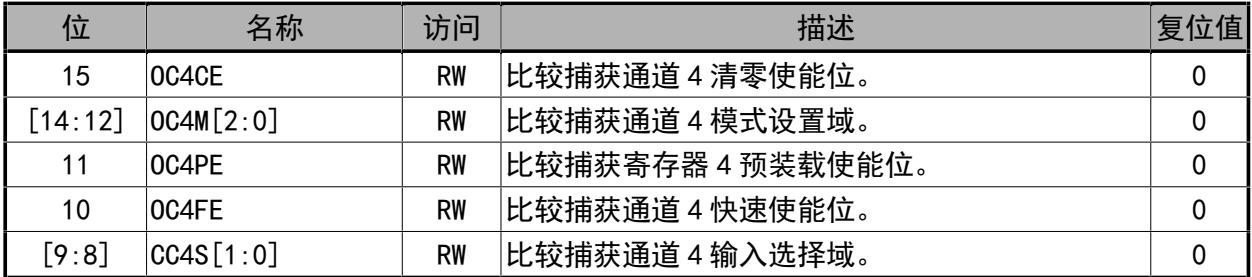 位 名称 访问 描述 复位值
15 OC4CE RW 比较捕获通道 4 清零使能位。 0
[14:12] OC4M[2:0] RW 比较捕获通道 4 模式设置域。 0
11 OC4PE RW 比较捕获寄存器 4 预装载使能位。 0
10 OC4FE RW 比较捕获通道 4 快速使能位。 0
[9:8] CC4S[1:0] RW 比较捕获通道 4 输入选择域。 0